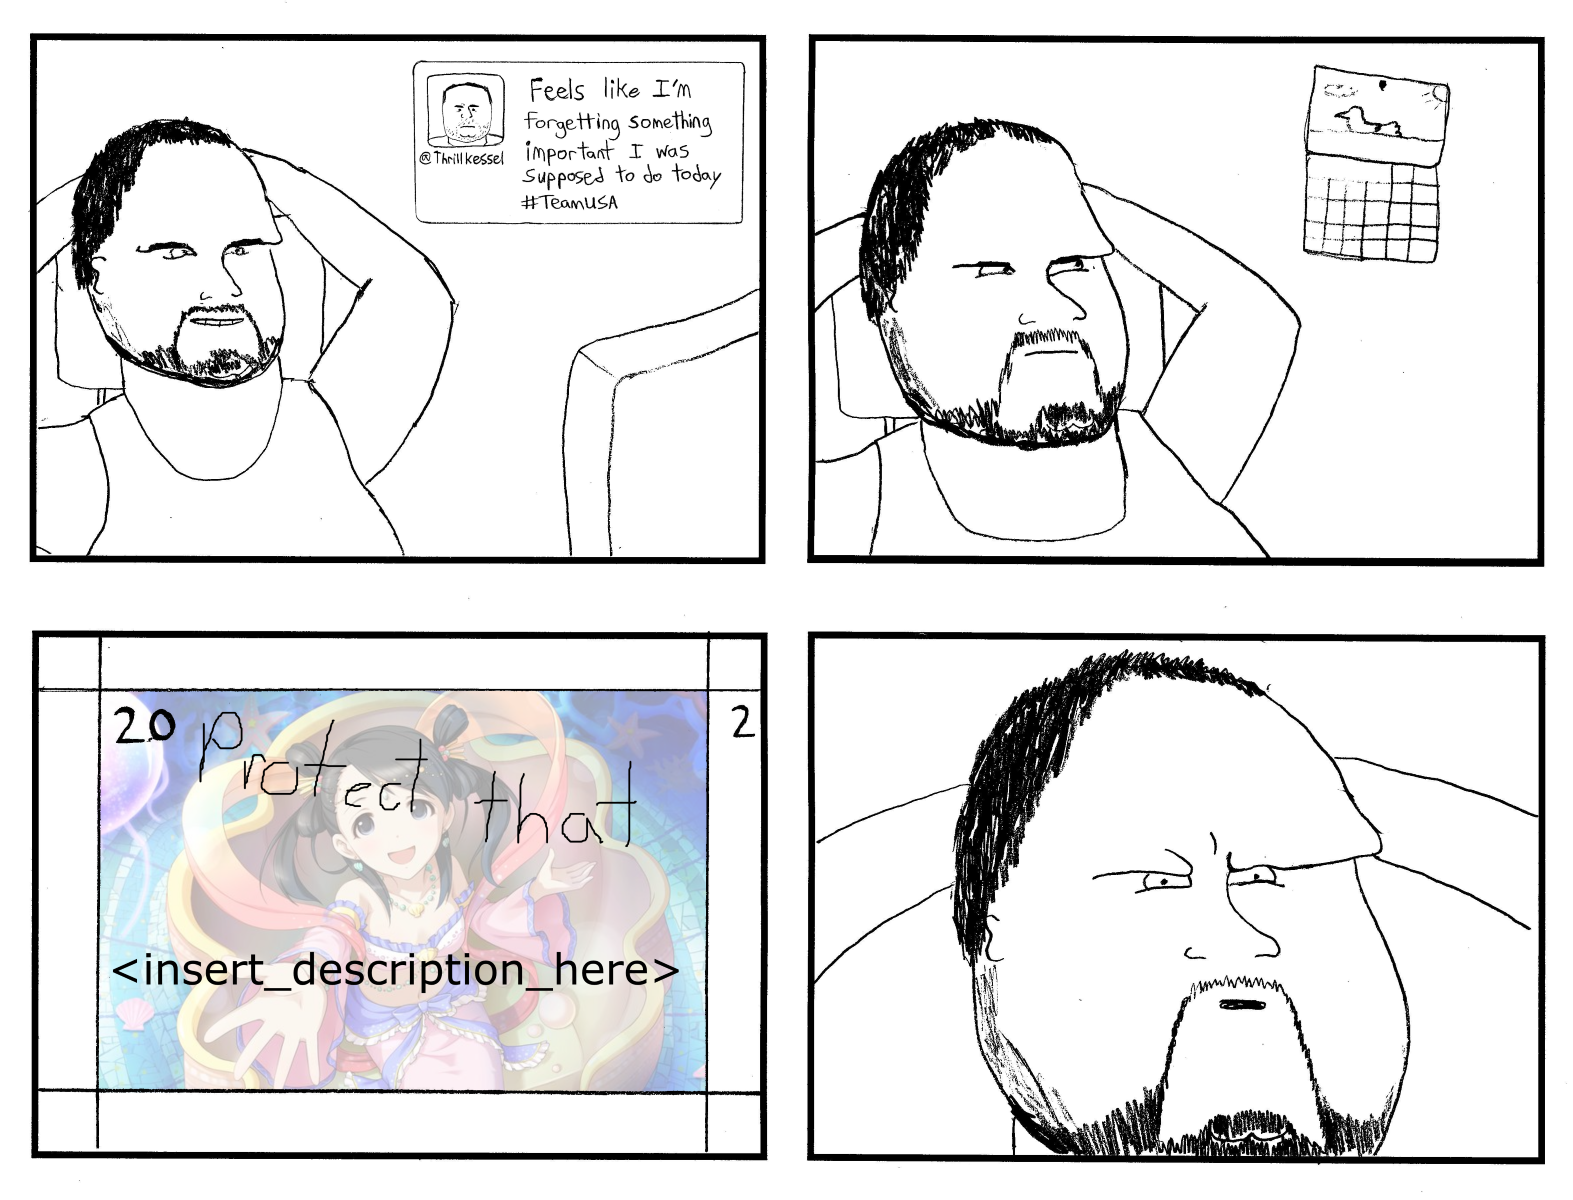 Feels like I'm
forgetting something
important I was
supposed to do today
#TeamUSA
@Thrillkessel
20
Protect that
2
<insert_description_here>